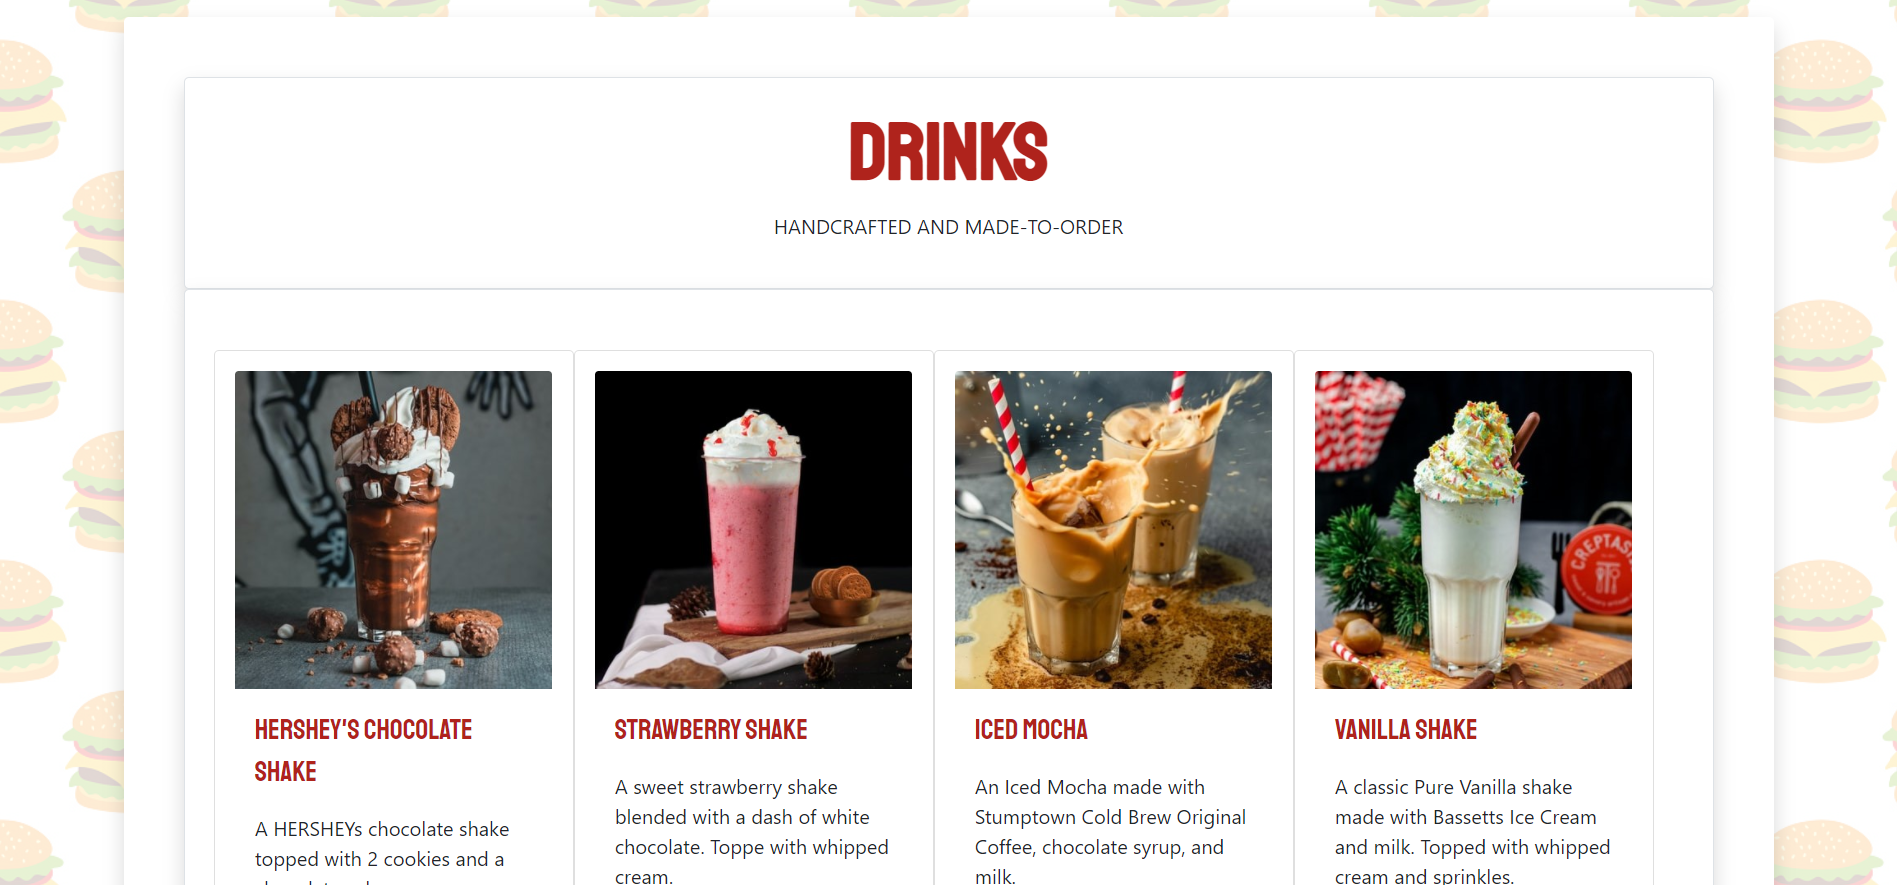 DRINKS
HANDCRAFTED AND MADE-TO-ORDER
HERSHEY'S CHOCOLATE
SHAKE
A HERSHEYs chocolate shake
topped with 2 cookies and a
STRAWBERRY SHAKE
A sweet strawberry shake
blended with a dash of white
chocolate. Toppe with whipped
cream.
ICED MOCHA
An Iced Mocha made with
Stumptown Cold Brew Original
Coffee, chocolate syrup, and
milk.
CREPTAS
VANILLA SHAKE
A classic Pure Vanilla shake
made with Bassetts Ice Cream
and milk. Topped with whipped
cream and sprinkles.